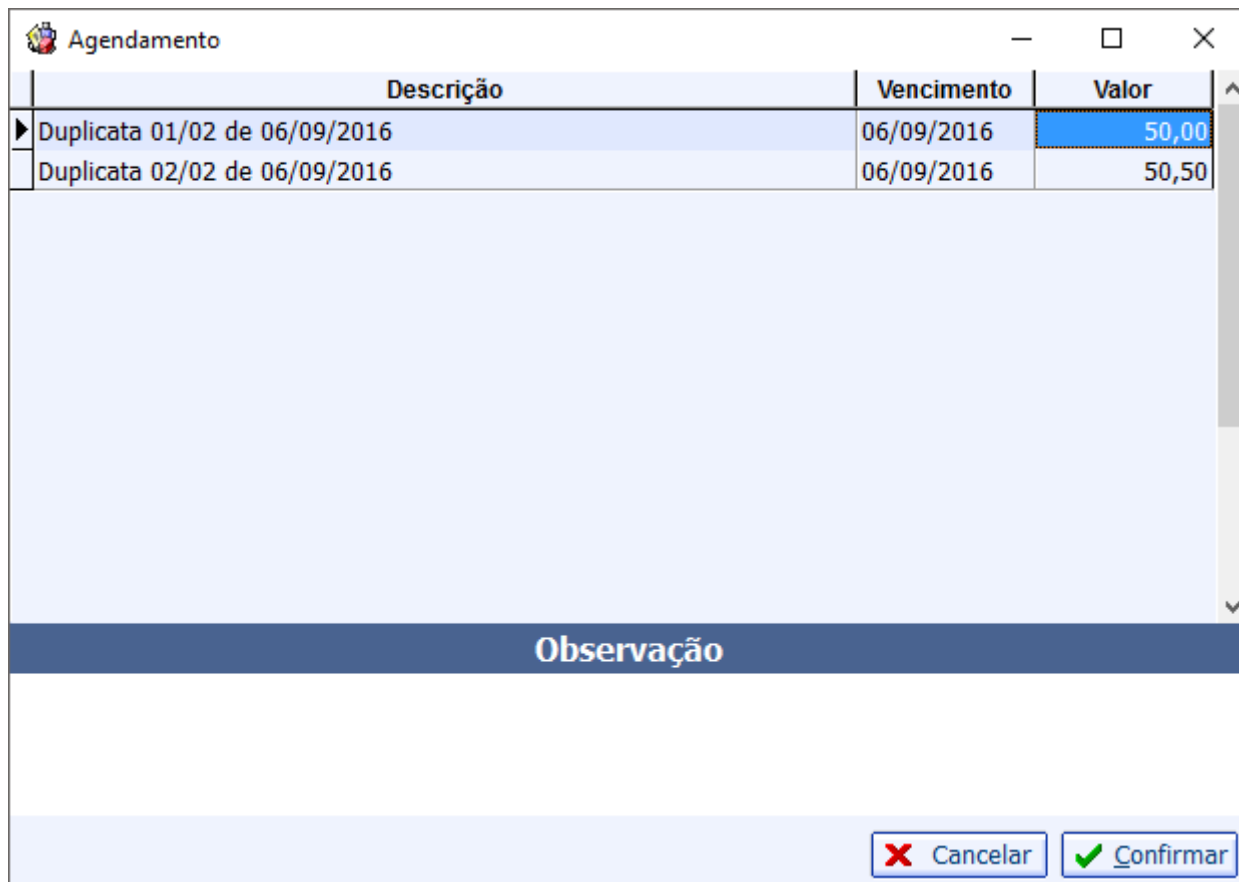 Agendamento
Descrição Vencimento Valor
Duplicata 01/02 de 06/09/2016 06/09/2016 50,00
Duplicata 02/02 de 06/09/2016 06/09/2016 50,50
Observação
Cancelar Confirmar